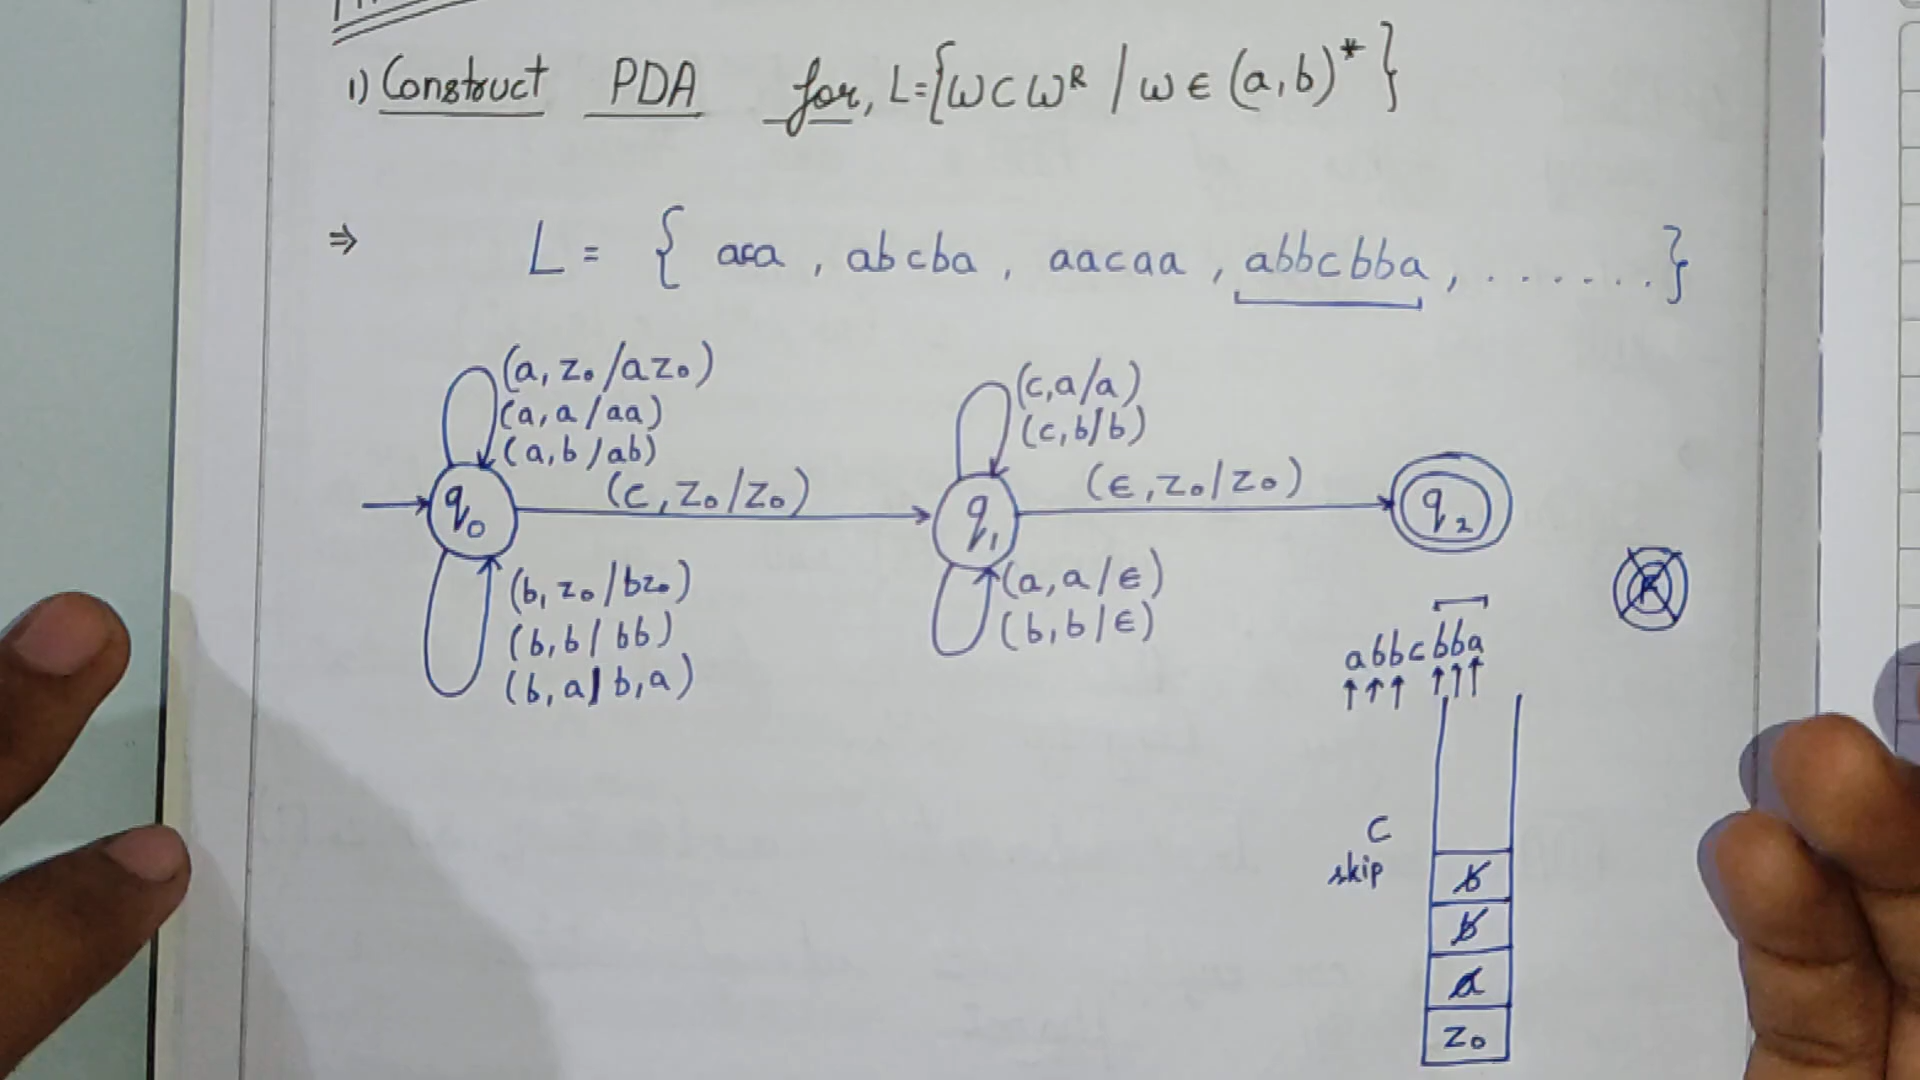 1) Construct PDA for, L={ωcωᴿ / ω ∈ (a,b)*}
⇒ L = { aca , abcba , aacaa , abbcbba , ....... }
(a, z₀ / az₀)
(a, a / aa)
(a, b / ab)
(c, a / a)
(c, b / b)
q₀
(c, z₀ / z₀)
q₁
(ϵ, z₀ / z₀)
q₂
(b, z₀ / bz₀)
(b, b / bb)
(b, a / b, a)
(a, a / ϵ)
(b, b / ϵ)
abbcbba
↑↑↑ ↑↑↑
c
skip
b
b
a
z₀